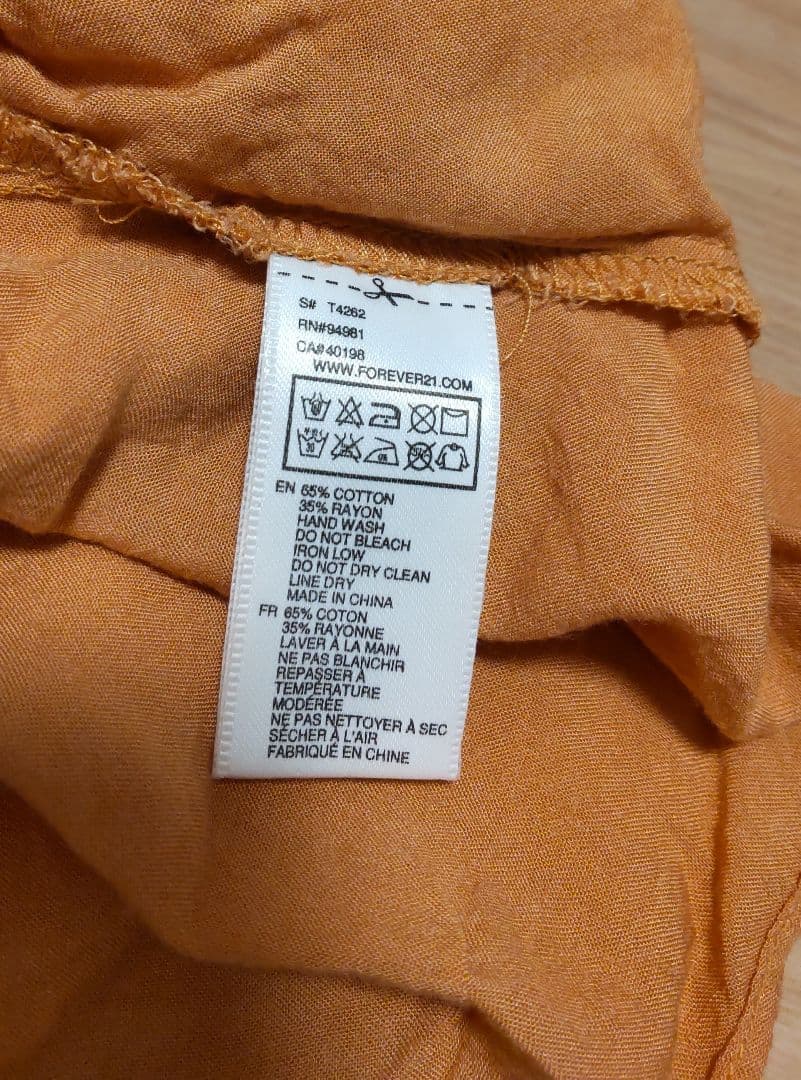 S# T4262
RN#94981
CA#40198
WWW.FOREVER21.COM
EN 65% COTTON
35% RAYON
HAND WASH
DO NOT BLEACH
IRON LOW
DO NOT DRY CLEAN
LINE DRY
MADE IN CHINA
FR 65% COTON
35% RAYONNE
LAVER À LA MAIN
NE PAS BLANCHIR
REPASSER À
TEMPÉRATURE
MODÉRÉE
NE PAS NETTOYER À SEC
SÉCHER À L'AIR
FABRIQUÉ EN CHINE